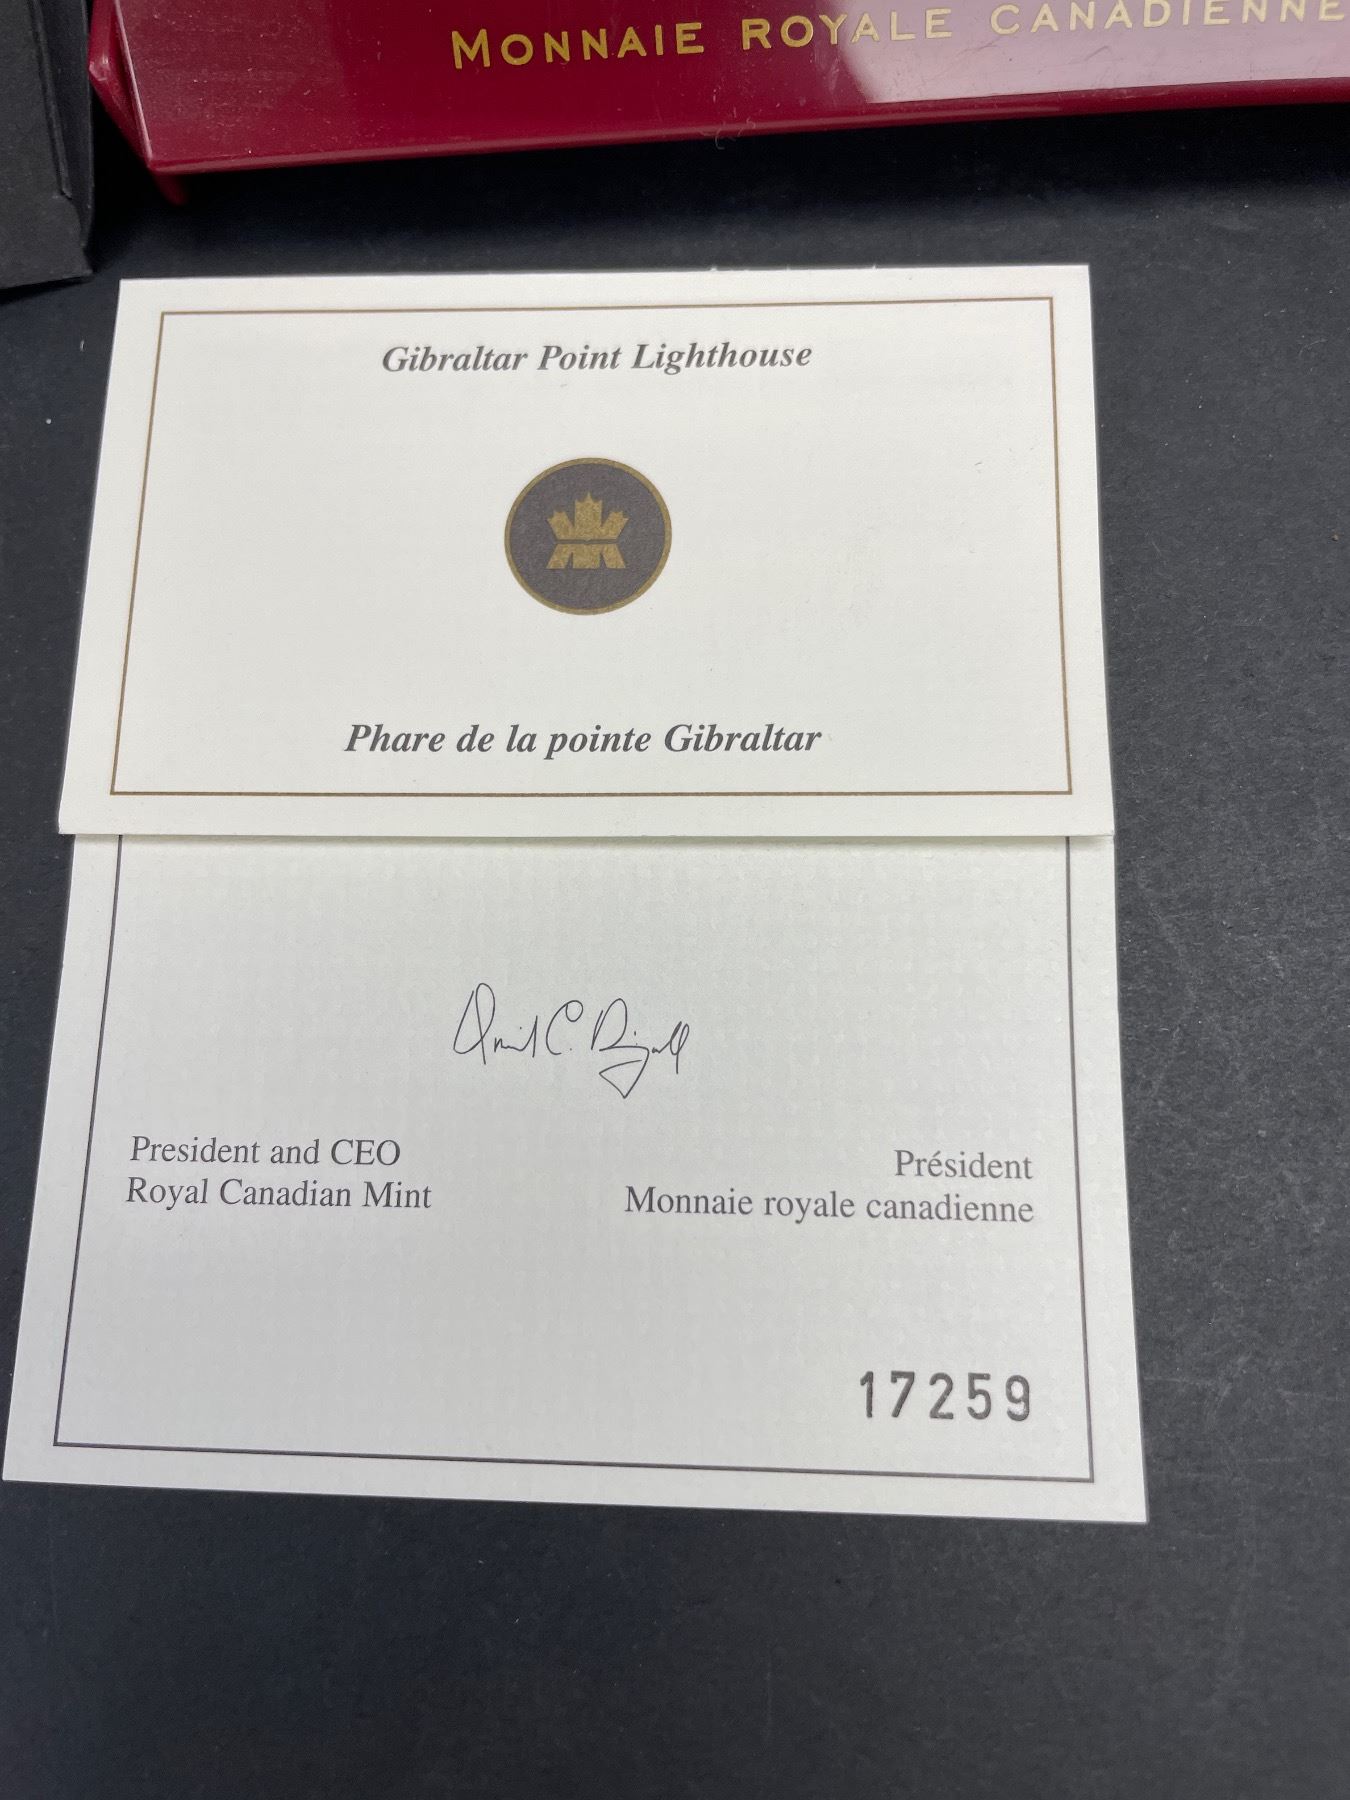 MONNAIE ROYALE CANADIENNE
Gibraltar Point Lighthouse
Phare de la pointe Gibraltar
President and CEO
Royal Canadian Mint
Président
Monnaie royale canadienne
17259